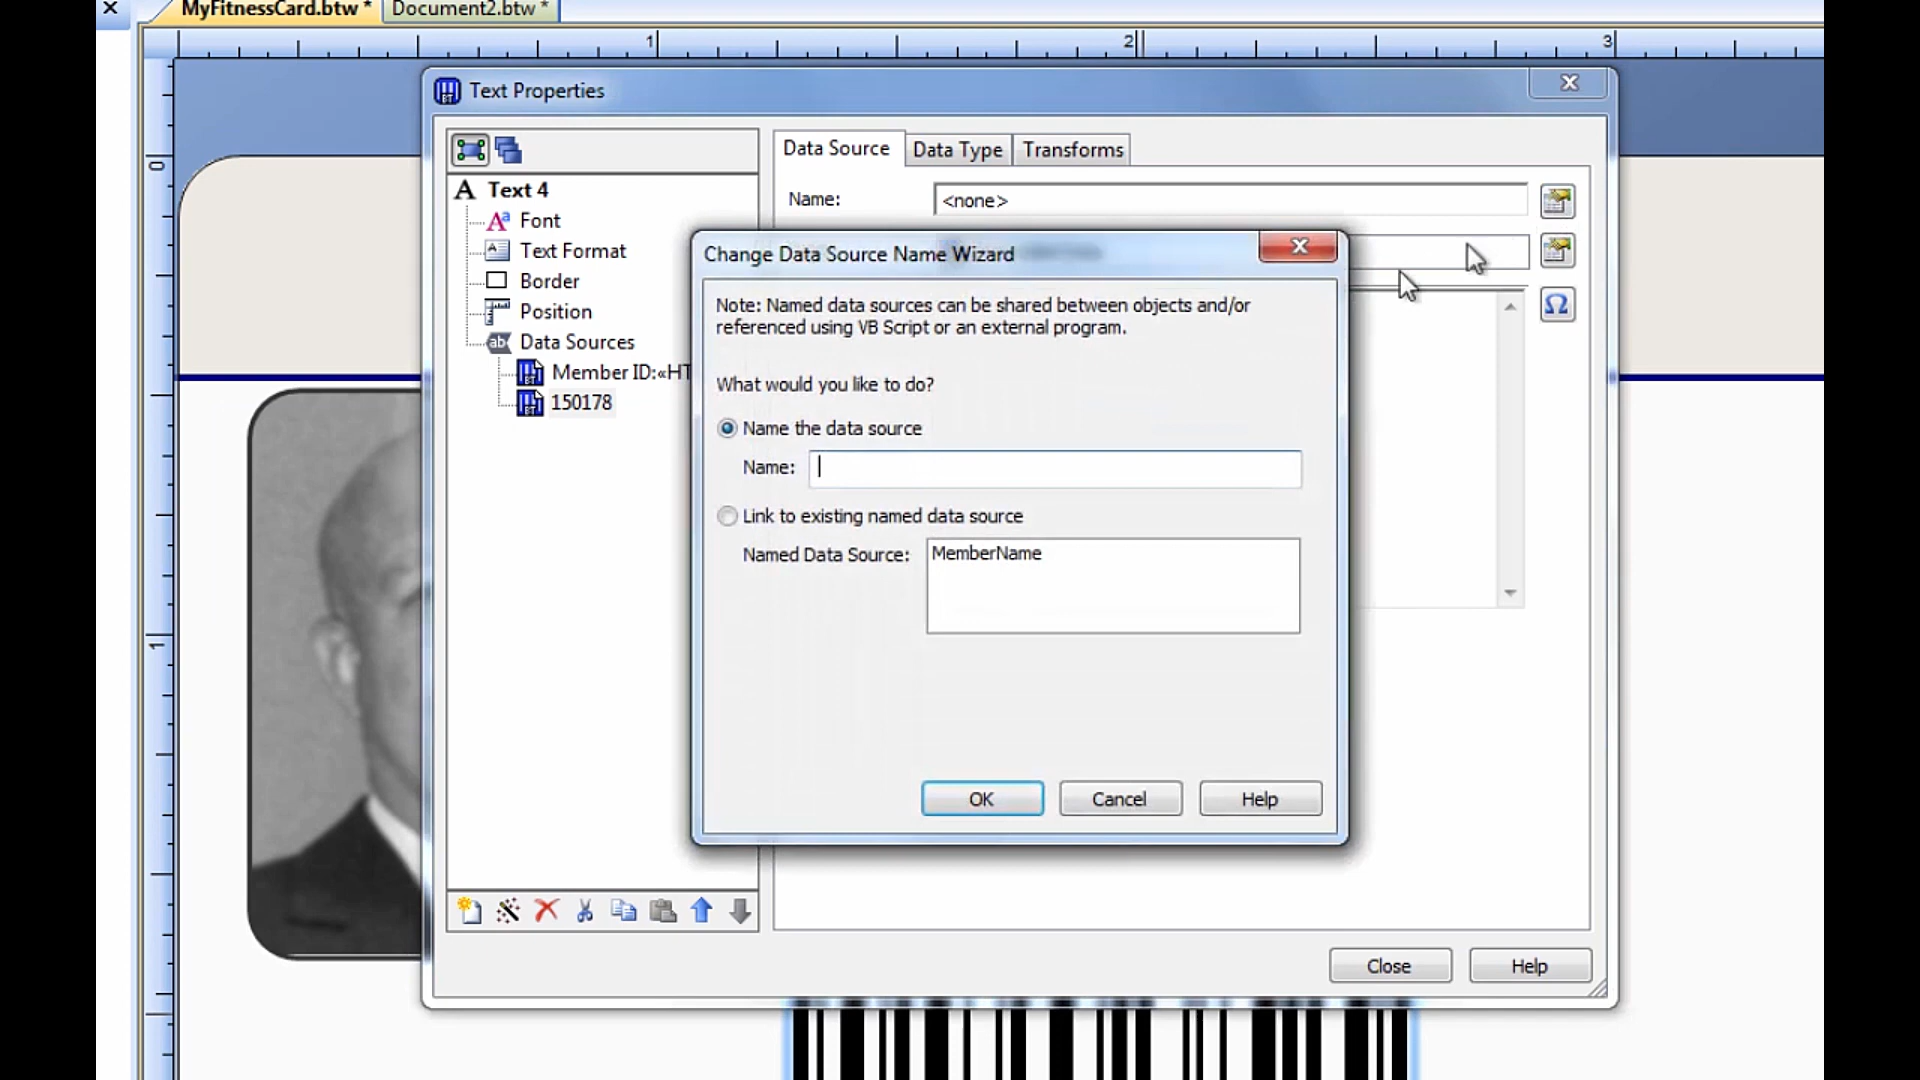 MyFitnessCard.btw * Document2.btw *
1 2 3
Text Properties
Data Source Data Type Transforms
Text 4
Name: <none>
Font
Text Format
Border
Position
Data Sources
Member ID:«HT
150178
Change Data Source Name Wizard
Note: Named data sources can be shared between objects and/or
referenced using VB Script or an external program.
What would you like to do?
Name the data source
Name:
Link to existing named data source
Named Data Source: MemberName
OK Cancel Help
Close Help
0
1